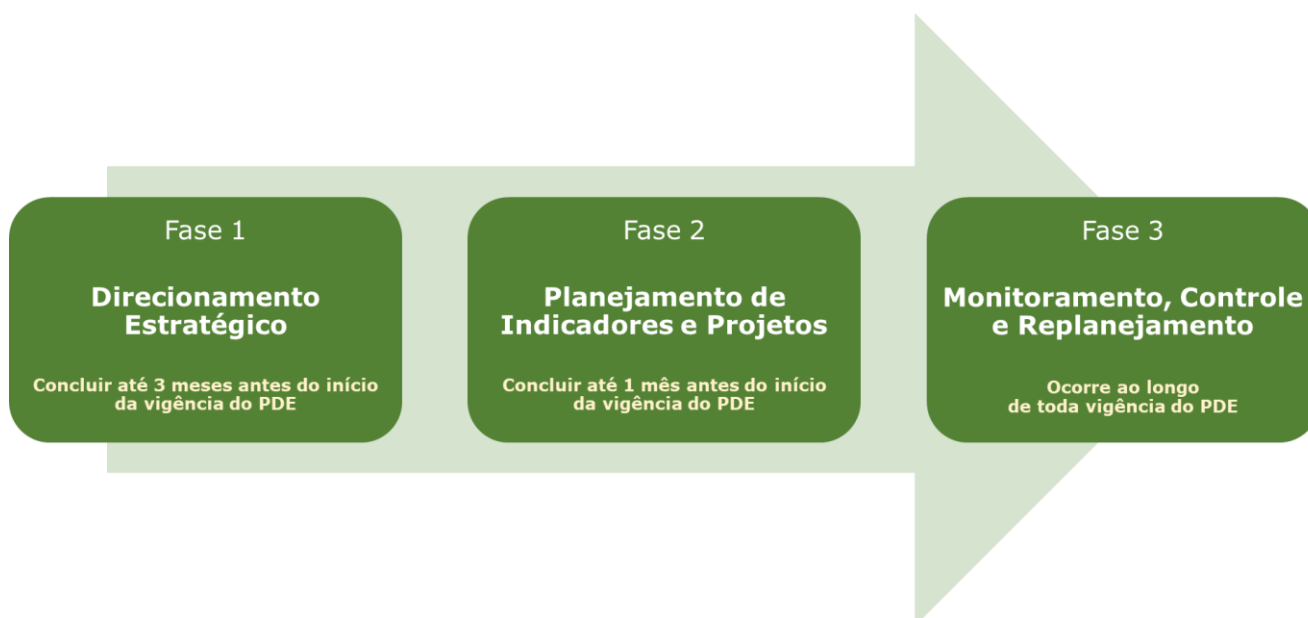 Fase 1
Direcionamento
Estratégico
Concluir até 3 meses antes do início
da vigência do PDE
Fase 2
Planejamento de
Indicadores e Projetos
Concluir até 1 mês antes do início
da vigência do PDE
Fase 3
Monitoramento, Controle
e Replanejamento
Ocorre ao longo
de toda vigência do PDE